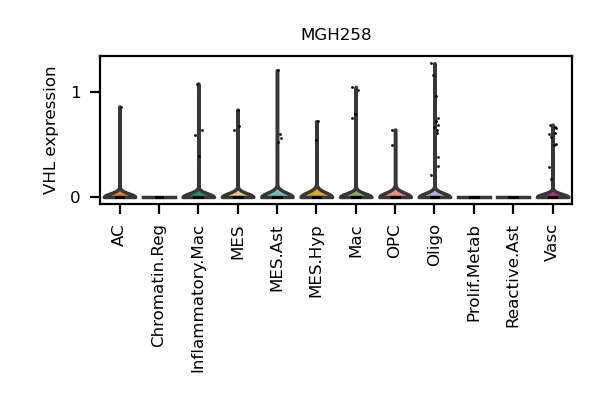 MGH258
VHL expression
1
0
AC
Chromatin.Reg
Inflammatory.Mac
MES
MES.Ast
MES.Hyp
Mac
OPC
Oligo
Prolif.Metab
Reactive.Ast
Vasc